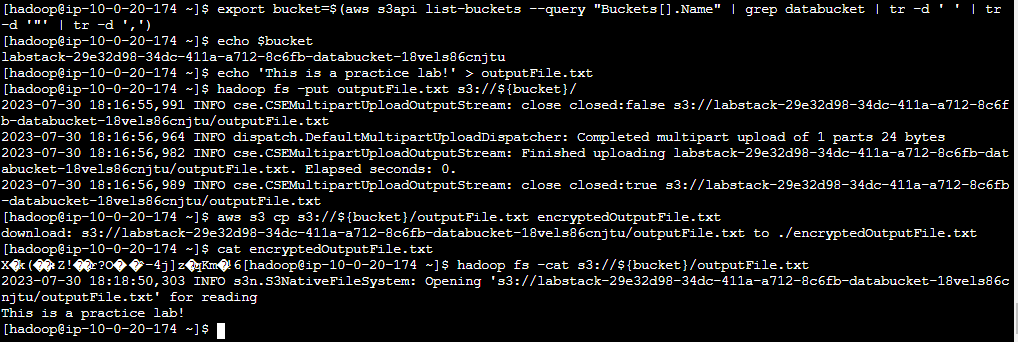 [hadoop@ip-10-0-20-174 ~]$ export bucket=$(aws s3api list-buckets --query "Buckets[].Name" | grep databucket | tr -d ' ' | tr
-d '"' | tr -d ',')
[hadoop@ip-10-0-20-174 ~]$ echo $bucket
labstack-29e32d98-34dc-411a-a712-8c6fb-databucket-18vels86cnjtu
[hadoop@ip-10-0-20-174 ~]$ echo 'This is a practice lab!' > outputFile.txt
[hadoop@ip-10-0-20-174 ~]$ hadoop fs -put outputFile.txt s3://${bucket}/
2023-07-30 18:16:55,991 INFO cse.CSEMultipartUploadOutputStream: close closed:false s3://labstack-29e32d98-34dc-411a-a712-8c6f
b-databucket-18vels86cnjtu/outputFile.txt
2023-07-30 18:16:56,964 INFO dispatch.DefaultMultipartUploadDispatcher: Completed multipart upload of 1 parts 24 bytes
2023-07-30 18:16:56,982 INFO cse.CSEMultipartUploadOutputStream: Finished uploading labstack-29e32d98-34dc-411a-a712-8c6fb-dat
abucket-18vels86cnjtu/outputFile.txt. Elapsed seconds: 0.
2023-07-30 18:16:56,989 INFO cse.CSEMultipartUploadOutputStream: close closed:true s3://labstack-29e32d98-34dc-411a-a712-8c6fb
-databucket-18vels86cnjtu/outputFile.txt
[hadoop@ip-10-0-20-174 ~]$ aws s3 cp s3://${bucket}/outputFile.txt encryptedOutputFile.txt
download: s3://labstack-29e32d98-34dc-411a-a712-8c6fb-databucket-18vels86cnjtu/outputFile.txt to ./encryptedOutputFile.txt
[hadoop@ip-10-0-20-174 ~]$ cat encryptedOutputFile.txt
[hadoop@ip-10-0-20-174 ~]$ hadoop fs -cat s3://${bucket}/outputFile.txt
2023-07-30 18:18:50,303 INFO s3n.S3NativeFileSystem: Opening 's3://labstack-29e32d98-34dc-411a-a712-8c6fb-databucket-18vels86c
njtu/outputFile.txt' for reading
This is a practice lab!
[hadoop@ip-10-0-20-174 ~]$